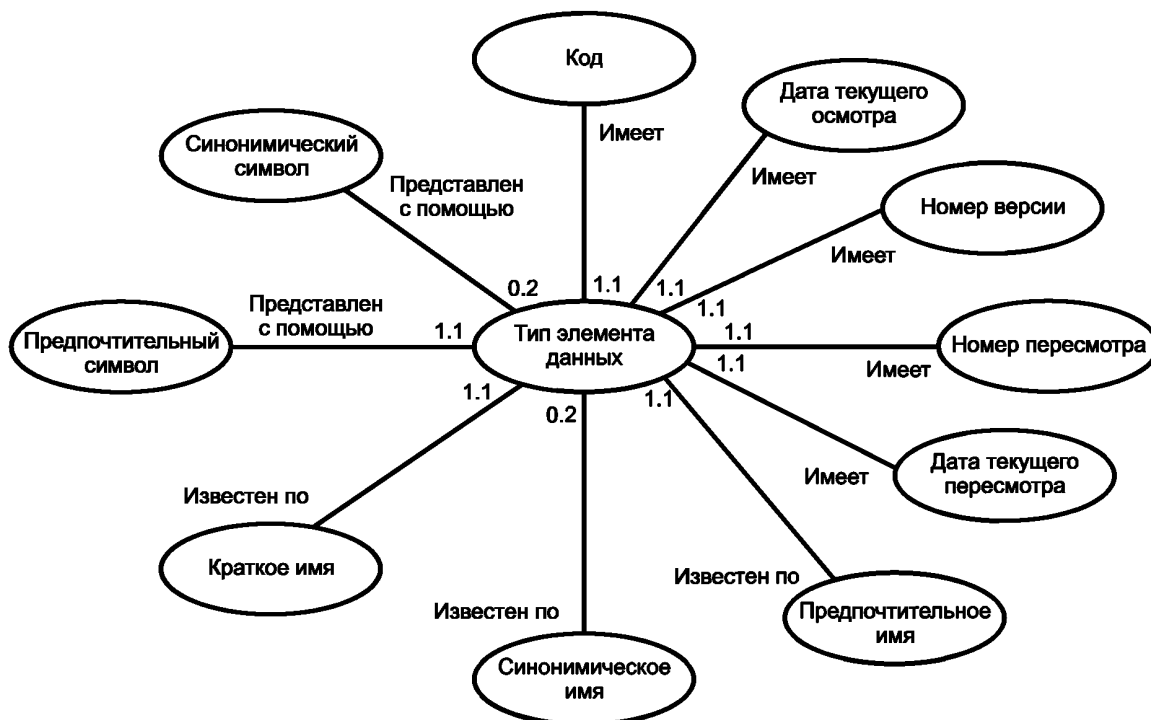 Код
Дата текущего
осмотра
Имеет
Синонимический
символ
Имеет
Представлен
с помощью
Номер версии
Имеет
0.2
1.1
1.1
1.1
Представлен
с помощью
1.1
Предпочтительный
символ
Тип элемента
данных
1.1
Номер пересмотра
Имеет
1.1
1.1
0.2
1.1
Дата текущего
пересмотра
Имеет
Известен по
Краткое имя
Известен по
Предпочтительное
имя
Известен по
Синонимическое
имя